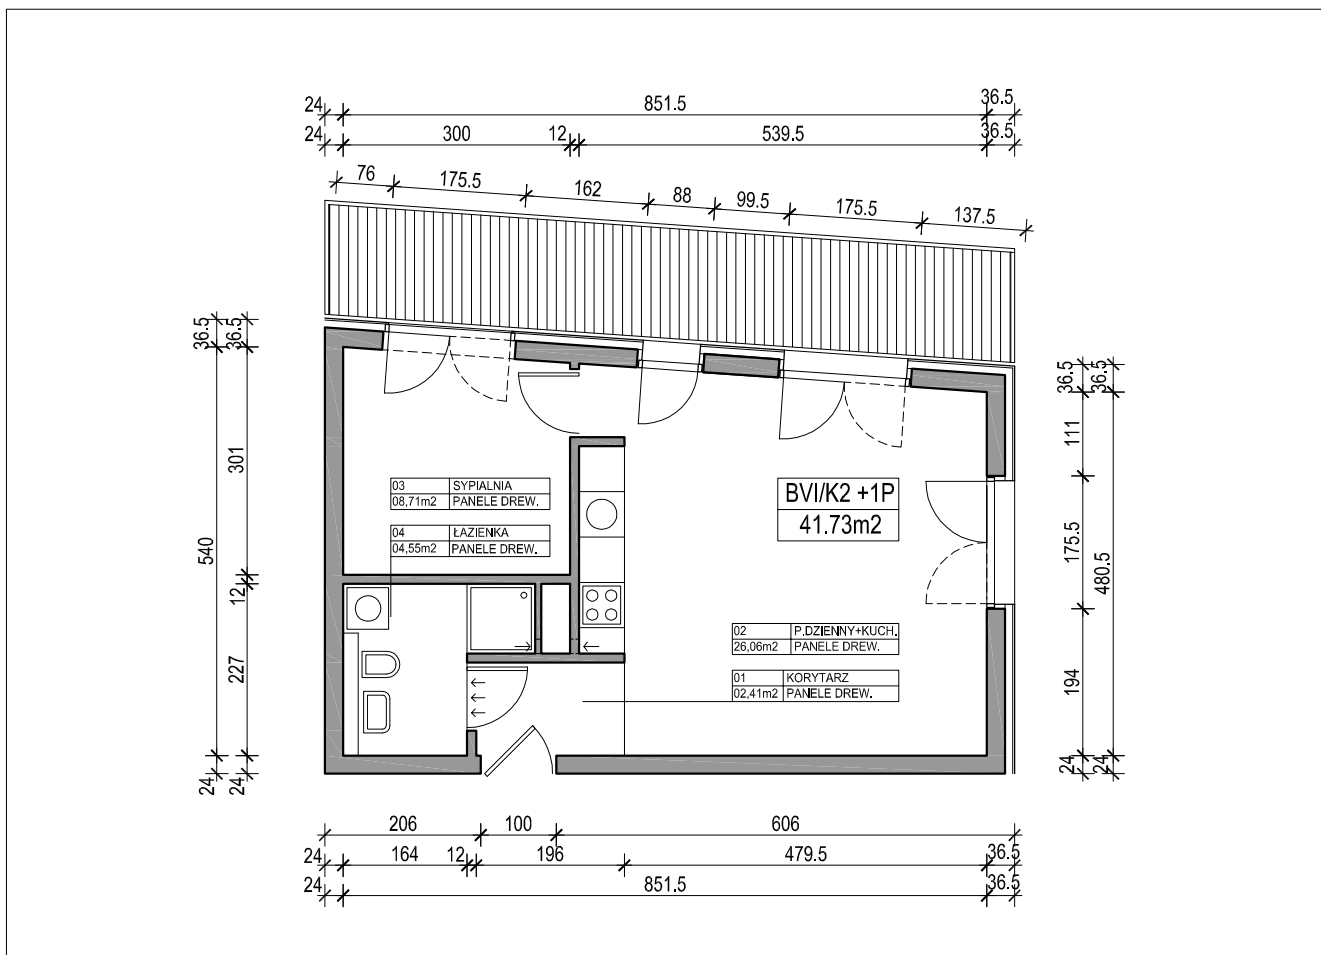 24 851.5 36.5
24 300 12 539.5 36.5
76 175.5 162 88 99.5 175.5 137.5
36.5 36.5
36.5 36.5
301
111
03 SYPIALNIA
08,71m2 PANELE DREW.
BVI/K2 +1P
41.73m2
04 ŁAZIENKA
04,55m2 PANELE DREW.
540
175.5
480.5
12
02 P.DZIENNY+KUCH.
26,06m2 PANELE DREW.
227
194
01 KORYTARZ
02,41m2 PANELE DREW.
24 24
24 24
206 100 606
24 164 12 196 479.5 36.5
24 851.5 36.5